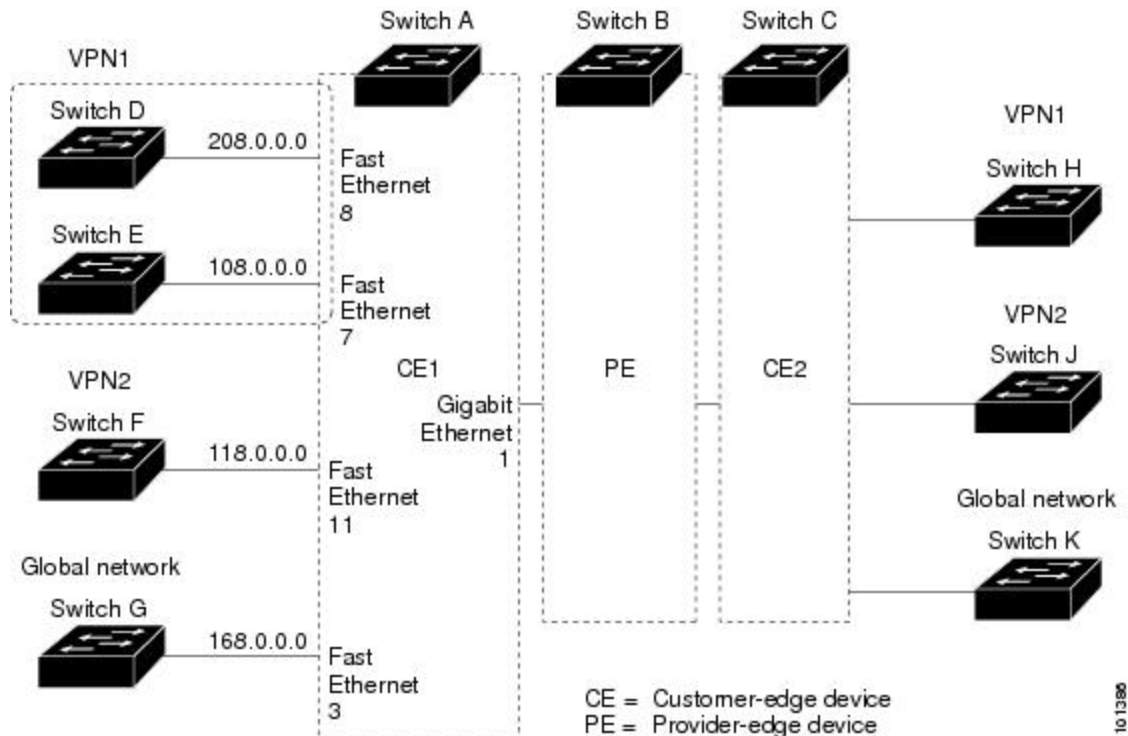 Switch A
Switch B
Switch C
VPN1
Switch D
208.0.0.0
Fast
Ethernet
8
Switch E
108.0.0.0
Fast
Ethernet
7
VPN2
Switch F
118.0.0.0
Fast
Ethernet
11
Global network
Switch G
168.0.0.0
Fast
Ethernet
3
CE1
Gigabit
Ethernet
1
PE
CE2
VPN1
Switch H
VPN2
Switch J
Global network
Switch K
CE = Customer-edge device
PE = Provider-edge device
101386